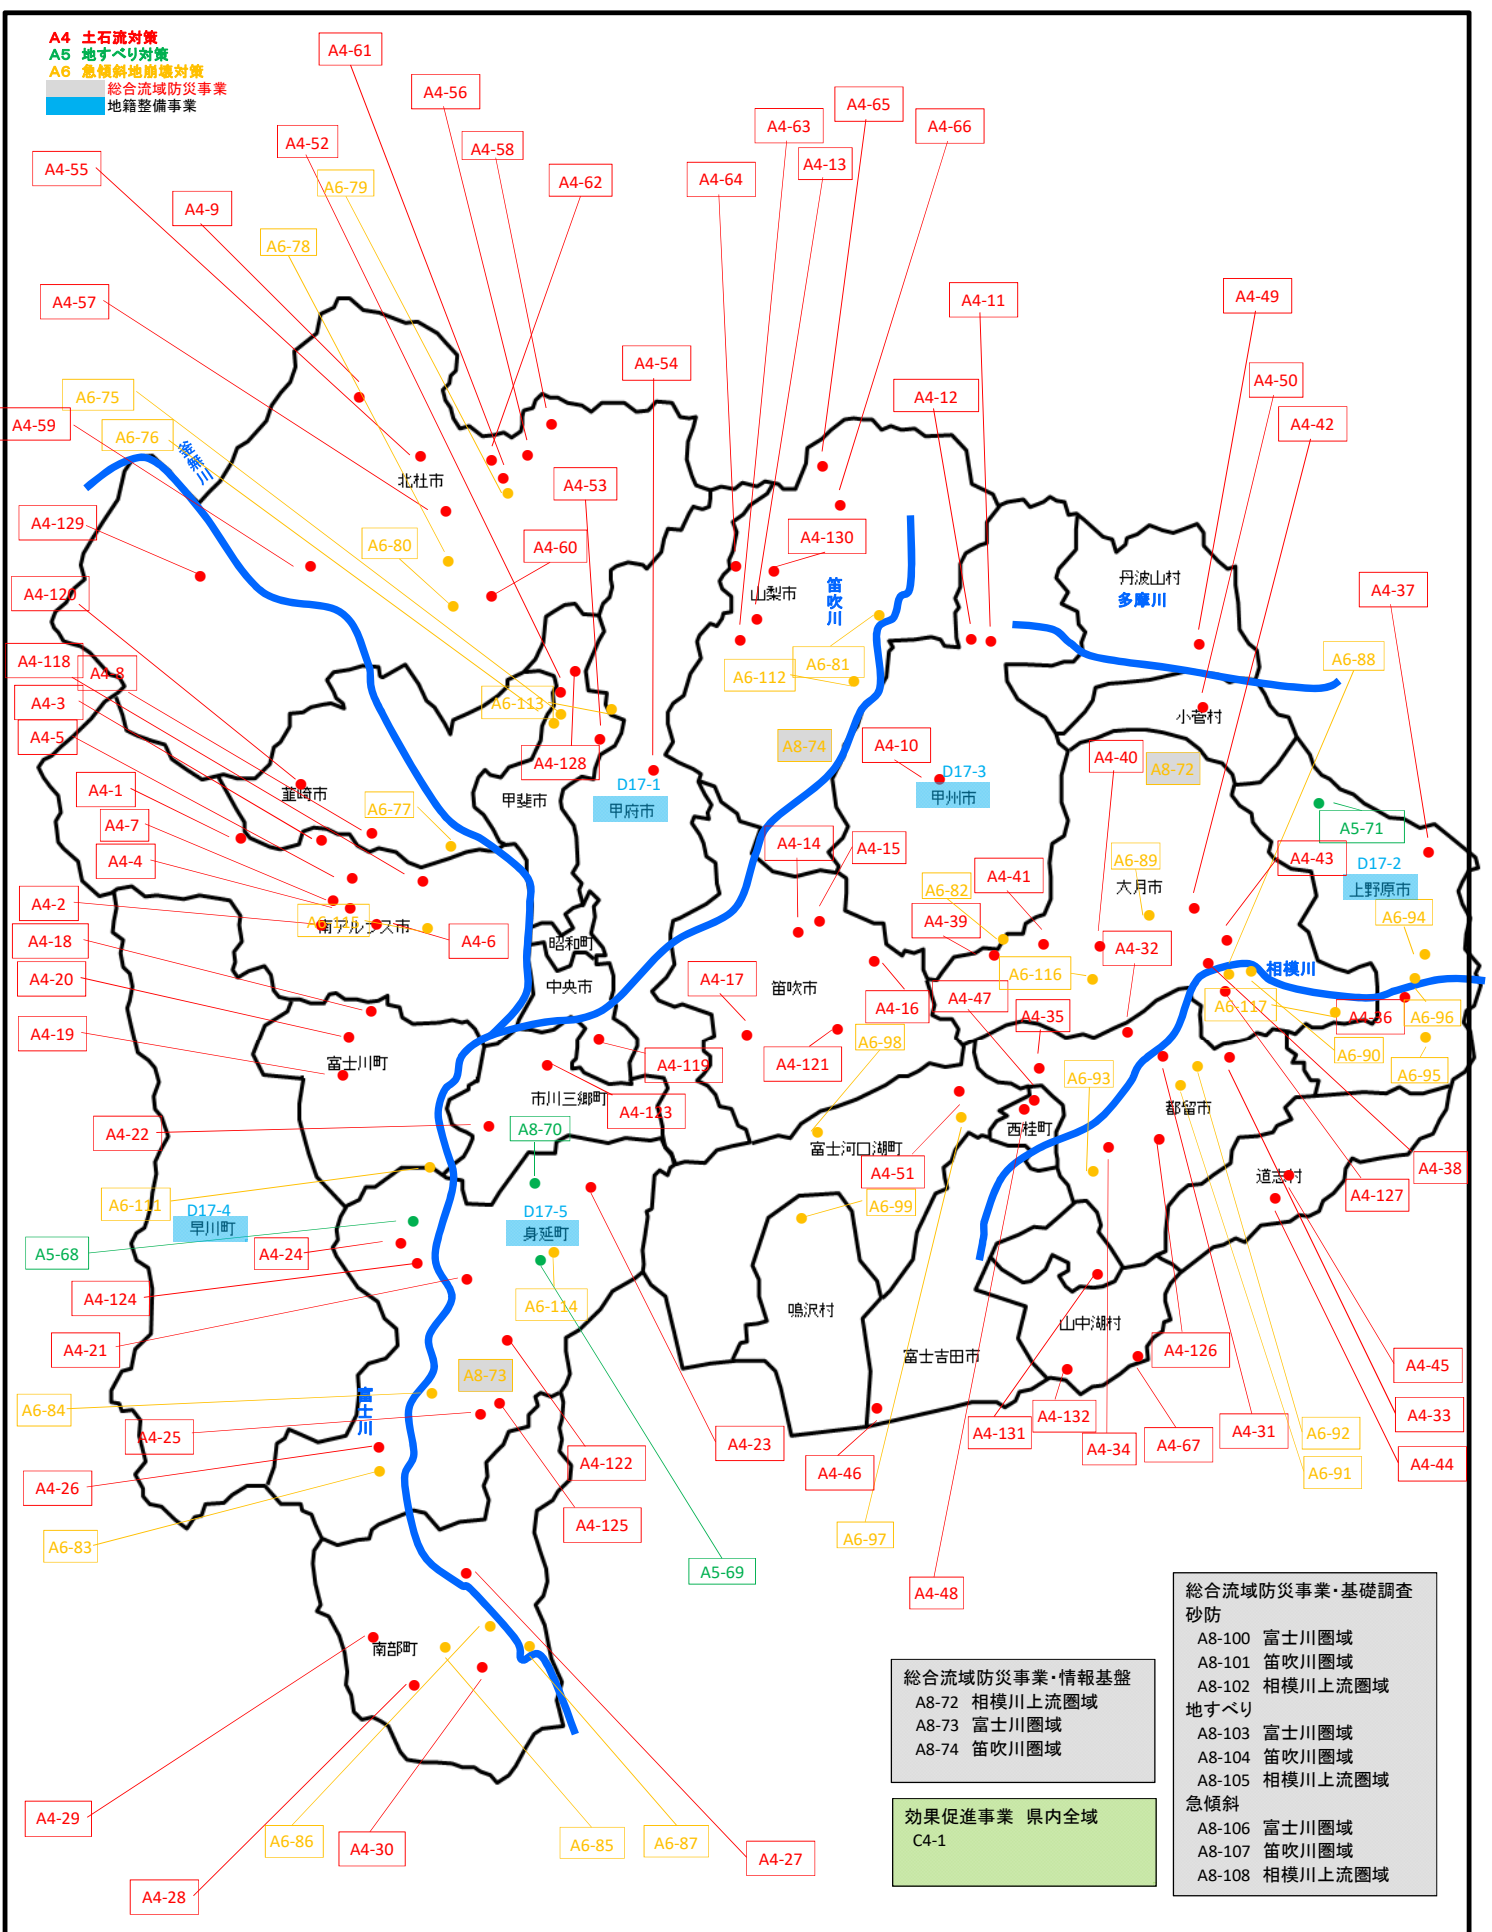 A4 土石流対策
A5 地すべり対策
A6 急傾斜地崩壊対策
総合流域防災事業
地籍整備事業
A4-61
A4-56
A4-52
A4-58
A4-55
A6-79
A4-62
A4-9
A6-78
A4-57
A4-65
A4-63
A4-66
A4-13
A4-64
A4-11
A4-49
A4-54
A4-12
A4-50
A4-42
A6-75
A4-59
A6-76
釜無川
北杜市
A4-53
A4-129
A6-80
A4-60
A4-130
山梨市
笛吹川
丹波山村
多摩川
A4-37
A4-120
A4-118
A4-8
A4-3
A4-5
A6-113
A6-81
A6-112
A6-88
小菅村
A4-1
韮崎市
A4-128
甲斐市
D17-1
甲府市
A8-74
A4-10
D17-3
甲州市
A4-40
A8-72
A4-7
A4-4
A6-77
A4-14
A4-15
A5-71
A4-43
D17-2
上野原市
A4-2
A6-115
南アルプス市
A4-6
A4-18
A4-20
A4-19
昭和町
中央市
A4-17
笛吹市
A6-82
A4-41
A4-39
A6-89
大月市
A6-94
A4-16
A4-47
A6-116
A4-32
相模川
A4-35
A6-117
A4-36
A6-96
富士川町
A4-119
A4-121
A6-98
A6-90
A6-95
市川三郷町
A4-123
A6-93
都留市
A4-22
A8-70
富士河口湖町
西桂町
A4-51
A4-38
道志村
A4-127
A6-111
D17-4
早川町
D17-5
身延町
A6-99
A5-68
A4-24
A4-124
A6-114
鳴沢村
山中湖村
A4-21
富士吉田市
A4-126
A4-45
A8-73
A6-84
富士川
A4-25
A4-23
A4-131
A4-132
A4-34
A4-67
A4-31
A6-92
A4-33
A4-26
A4-122
A4-46
A6-91
A4-44
A6-83
A4-125
A6-97
A5-69
A4-48
南部町
A4-29
A6-86
A4-30
A6-85
A6-87
A4-27
A4-28
総合流域防災事業・情報基盤
A8-72 相模川上流圏域
A8-73 富士川圏域
A8-74 笛吹川圏域
効果促進事業 県内全域
C4-1
総合流域防災事業・基礎調査
砂防
A8-100 富士川圏域
A8-101 笛吹川圏域
A8-102 相模川上流圏域
地すべり
A8-103 富士川圏域
A8-104 笛吹川圏域
A8-105 相模川上流圏域
急傾斜
A8-106 富士川圏域
A8-107 笛吹川圏域
A8-108 相模川上流圏域